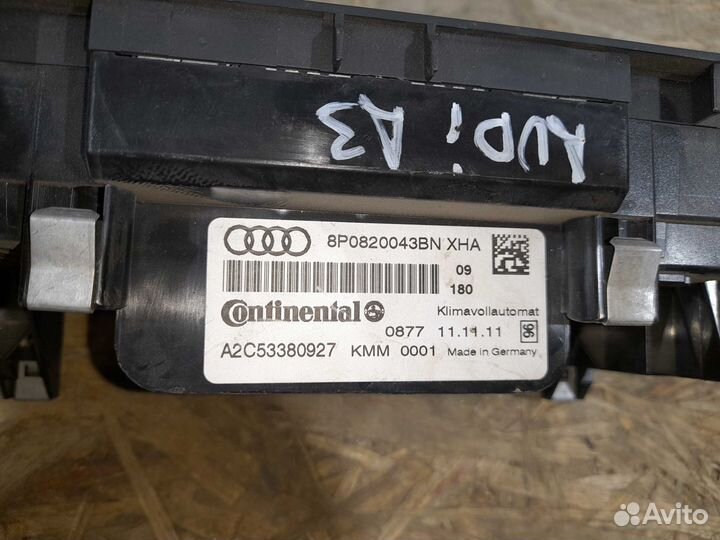 AUDi A3
8P0820043BN XHA
09
180
Continental
Klimavollautomat
0877 11.11.11 96
A2C53380927 KMM 0001 Made in Germany
Avito